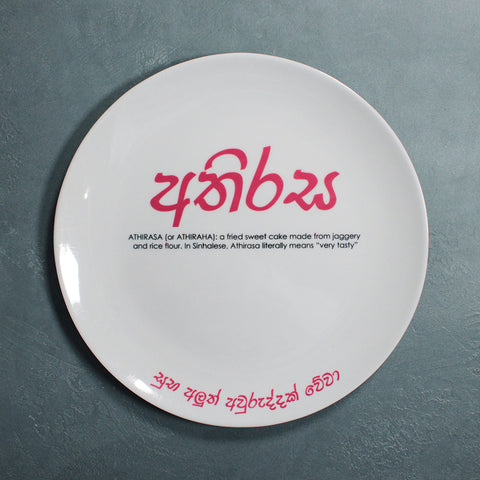 අතිරස
ATHIRASA (or ATHIRAHA): a fried sweet cake made from jaggery
and rice flour. In Sinhalese, Athirasa literally means "very tasty"
සුභ අලුත් අවුරුද්දක් වේවා